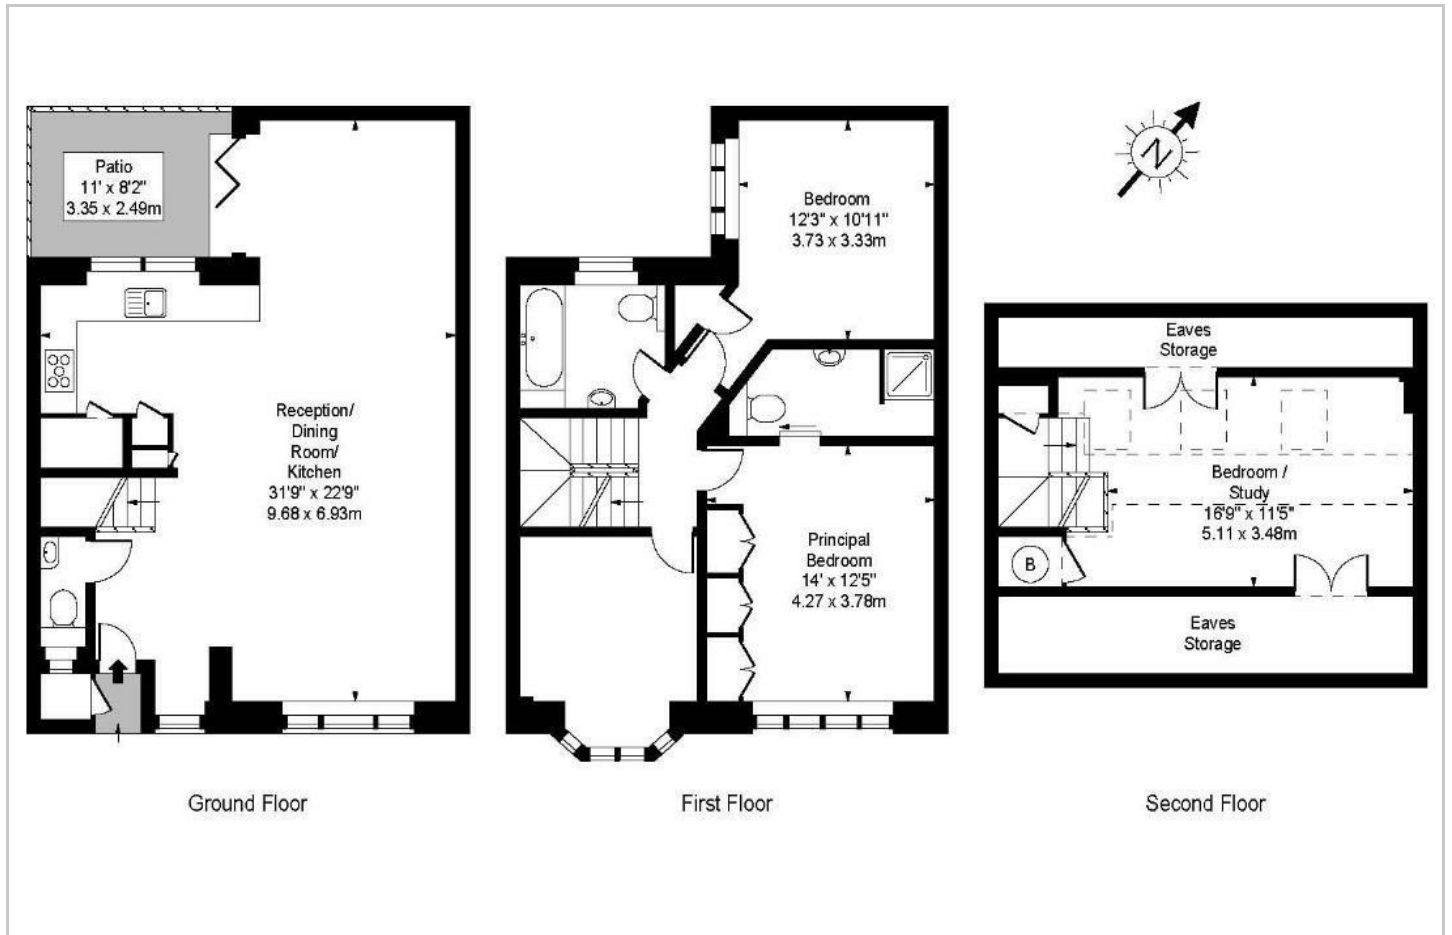 Patio
11' x 8'2"
3.35 x 2.49m
Reception/
Dining
Room/
Kitchen
31'9" x 22'9"
9.68 x 6.93m
Ground Floor
Bedroom
12'3" x 10'11"
3.73 x 3.33m
Principal
Bedroom
14' x 12'5"
4.27 x 3.78m
First Floor
N
Eaves
Storage
Bedroom /
Study
16'9" x 11'5"
5.11 x 3.48m
B
Eaves
Storage
Second Floor